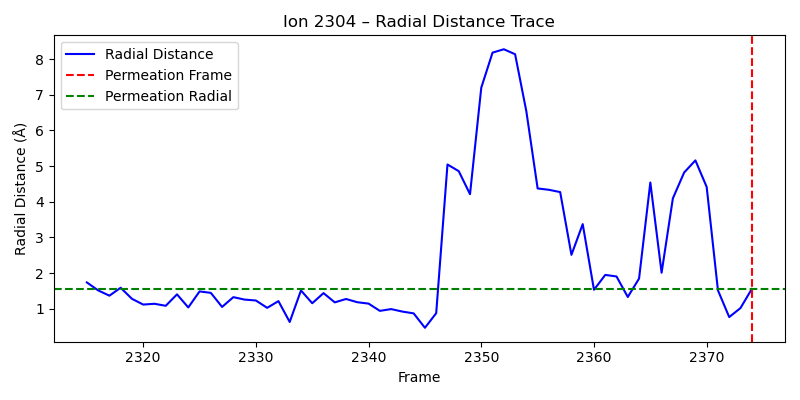 Ion 2304 – Radial Distance Trace
Radial Distance
Permeation Frame
Permeation Radial
Radial Distance (Å)
8
7
6
5
4
3
2
1
2320 2330 2340 2350 2360 2370
Frame